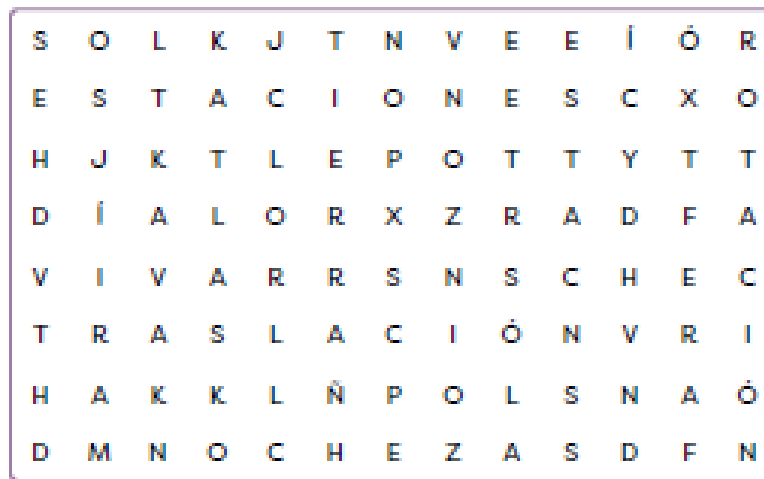 S O L K J T N V E E Í Ó R
E S T A C I O N E S C X O
H J K T L E P O T T Y T T
D Í A L O R X Z R A D F A
V I V A R R S N S C H E C
T R A S L A C I Ó N V R I
H A K K L Ñ P O L S N A Ó
D M N O C H E Z A S D F N